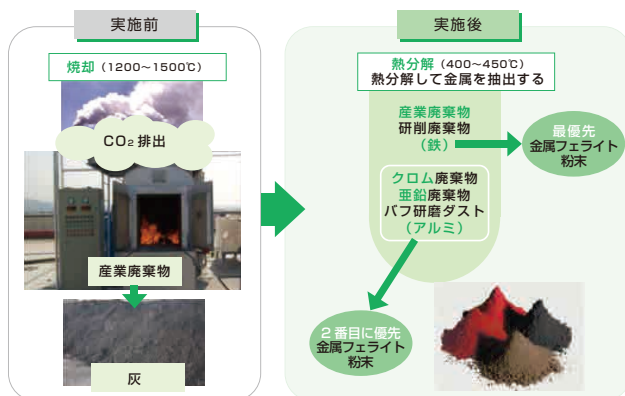 実施前
焼却（1200～1500℃）
CO₂ 排出
産業廃棄物
灰
実施後
熱分解（400～450℃）
熱分解して金属を抽出する
産業廃棄物
研削廃棄物
（鉄）
最優先
金属フェライト
粉末
クロム廃棄物
亜鉛廃棄物
バフ研磨ダスト
（アルミ）
2番目に優先
金属フェライト
粉末